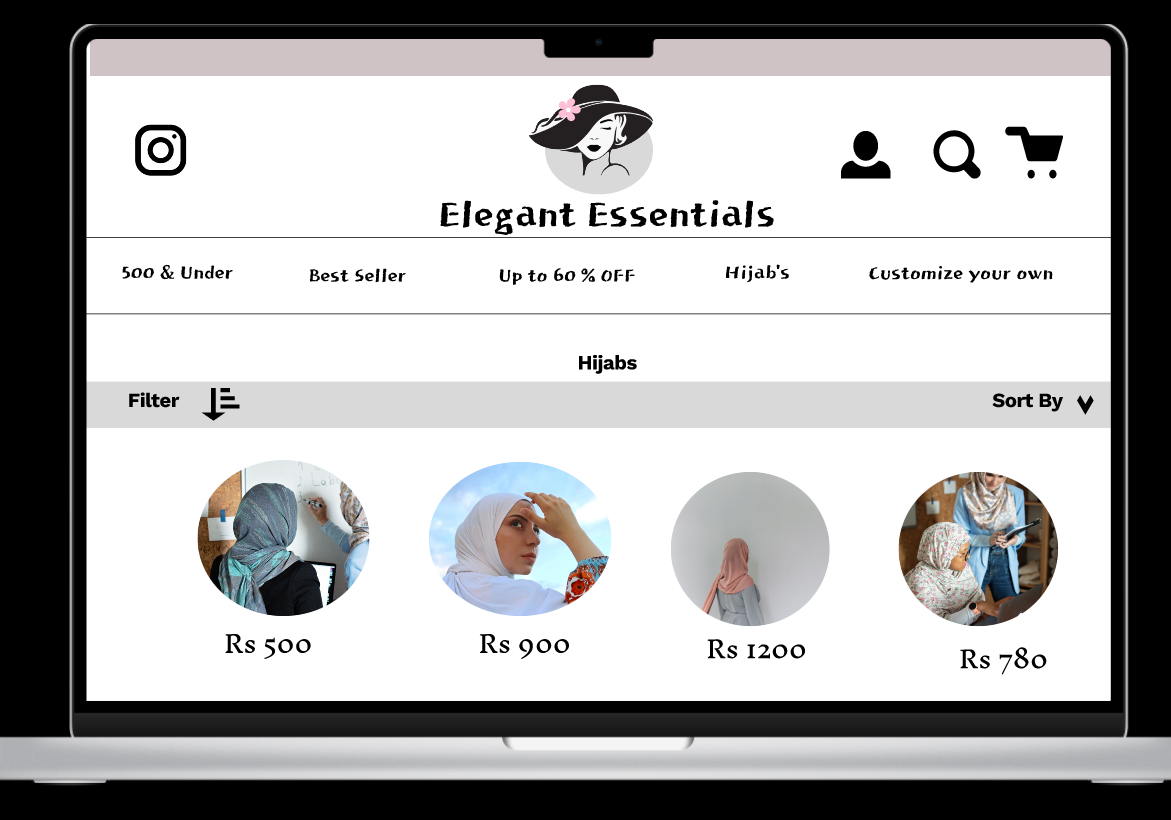 Elegant Essentials
500 & Under
Best Seller
Up to 60 % OFF
Hijab's
Customize your own
Hijabs
Filter
Sort By
Rs 500
Rs 900
Rs 1200
Rs 780